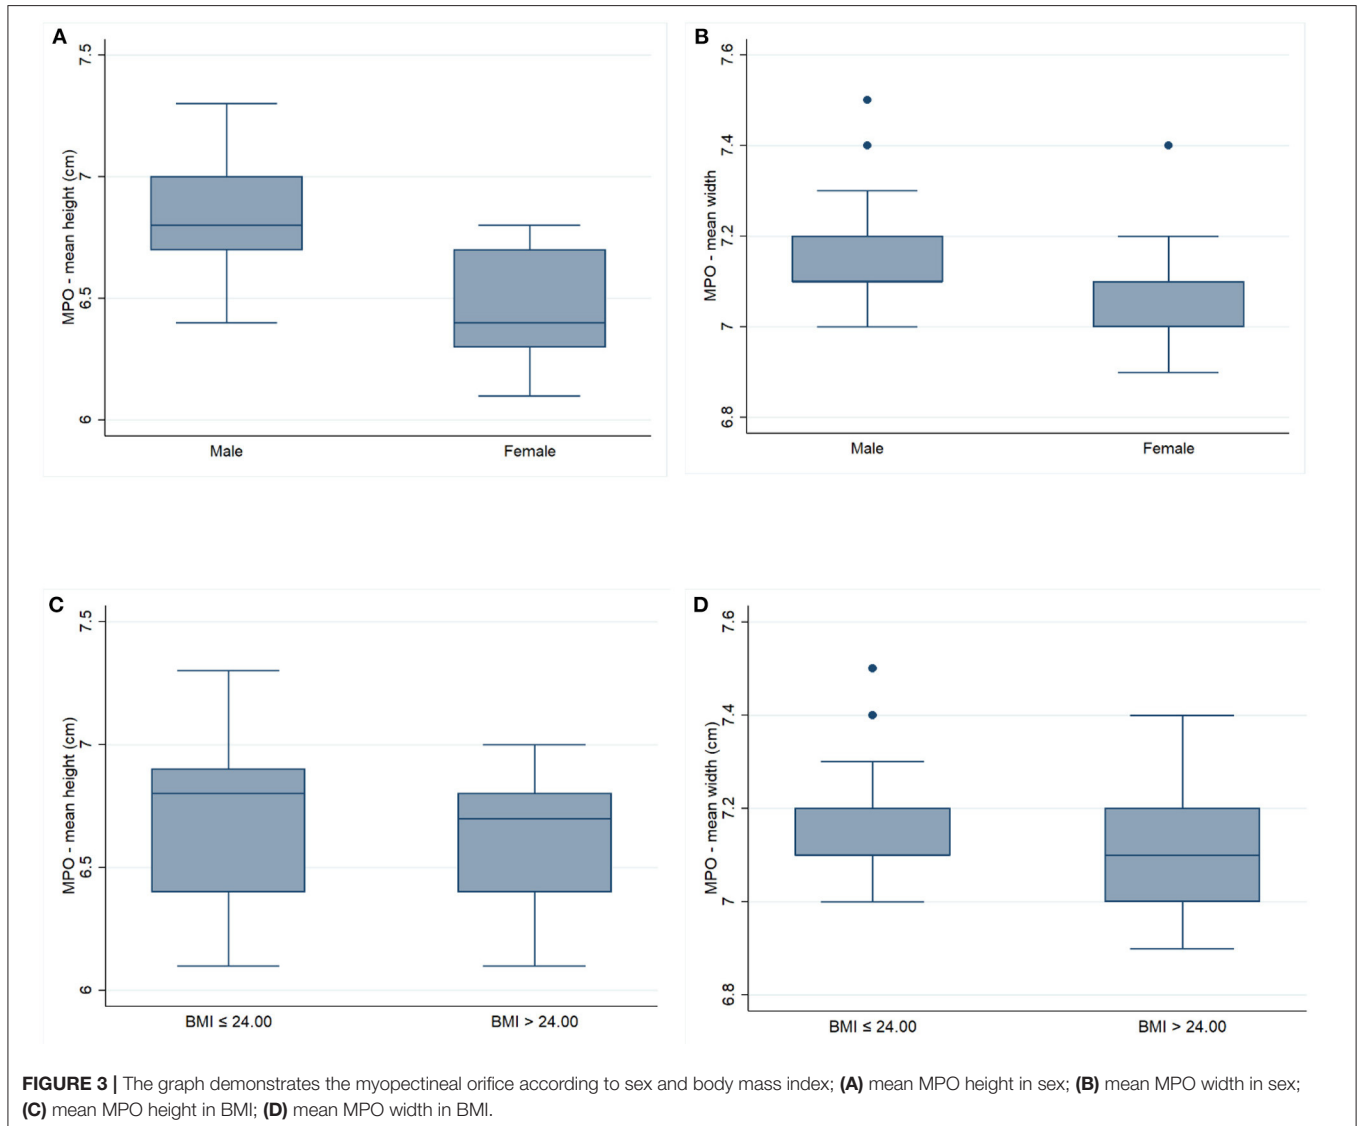 A
7.5
7
6.5
6
MPO - mean height (cm)
Male
Female
B
7.6
7.4
7.2
7
6.8
MPO - mean width
Male
Female
C
7.5
7
6.5
6
MPO - mean height (cm)
BMI ≤ 24.00
BMI > 24.00
D
7.6
7.4
7.2
7
6.8
MPO - mean width (cm)
BMI ≤ 24.00
BMI > 24.00
FIGURE 3 | The graph demonstrates the myopectineal orifice according to sex and body mass index; (A) mean MPO height in sex; (B) mean MPO width in sex;
(C) mean MPO height in BMI; (D) mean MPO width in BMI.